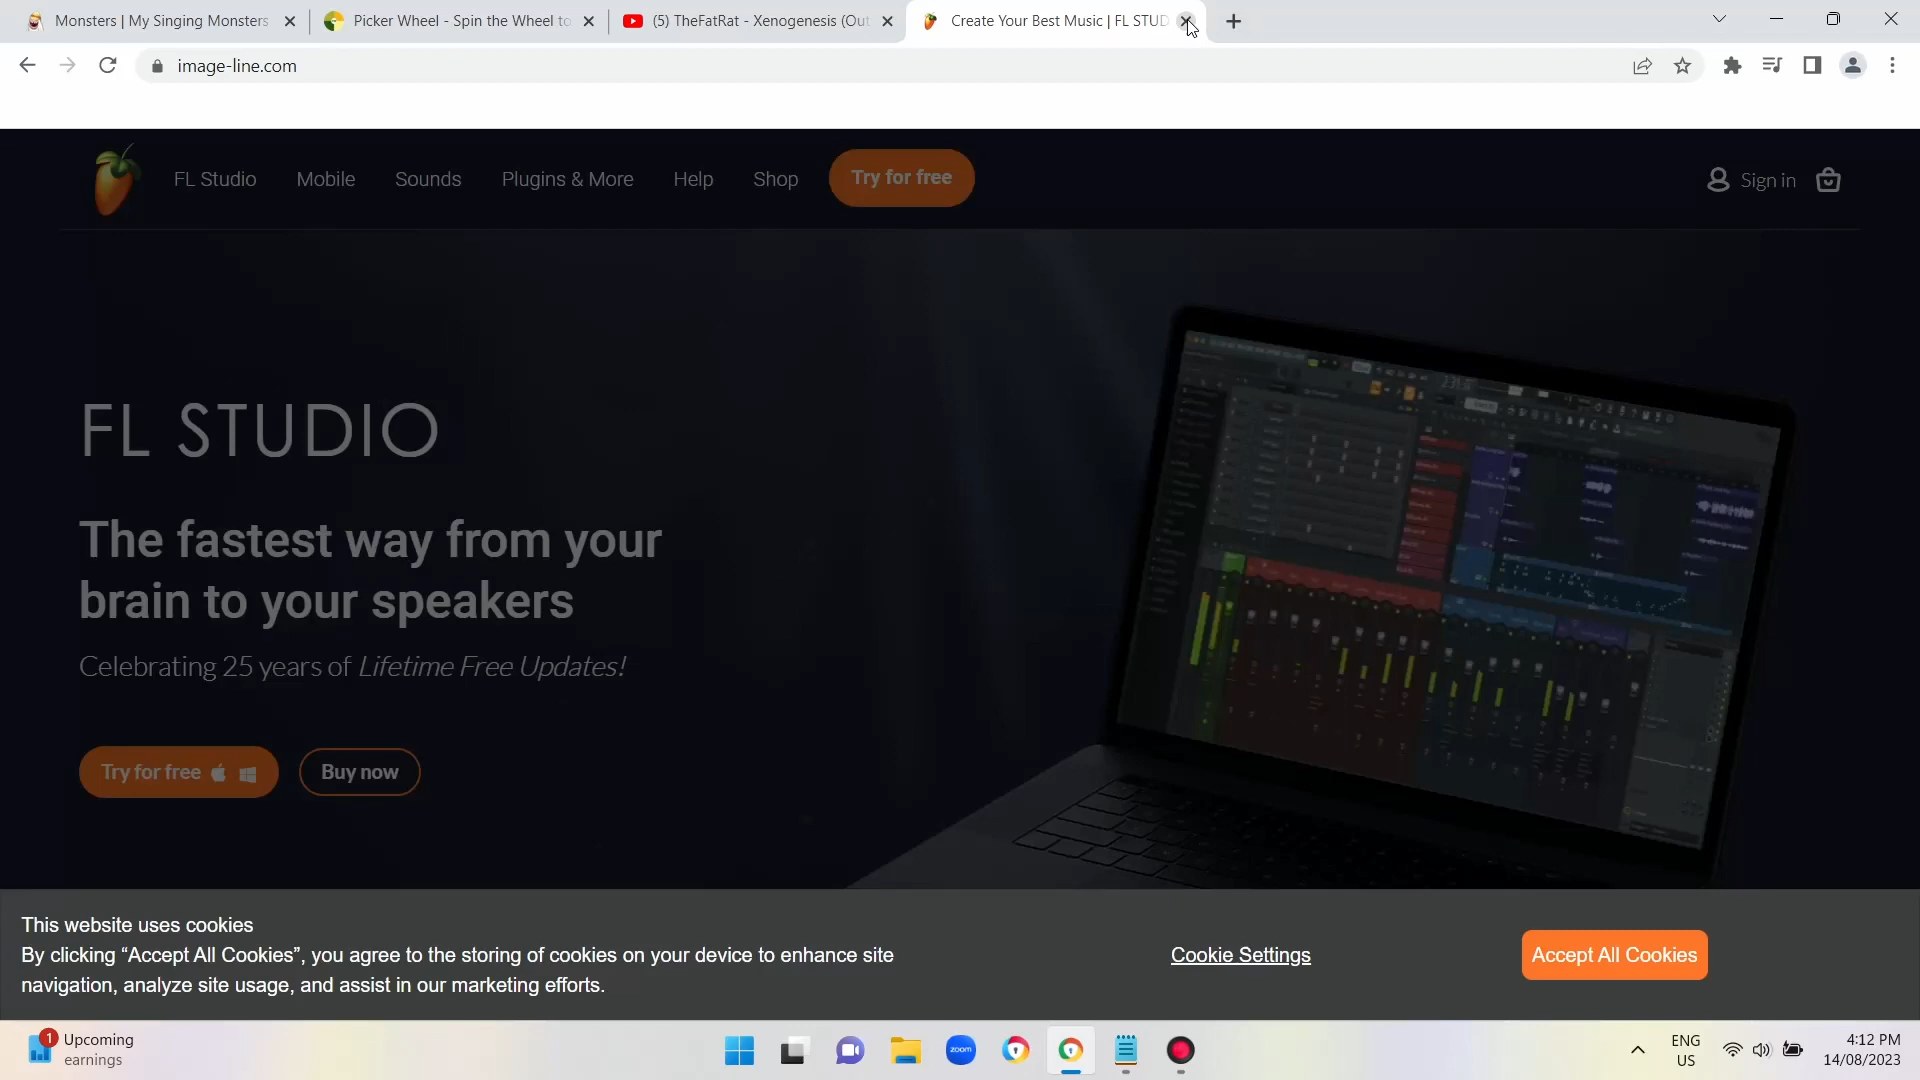 Monsters | My Singing Monsters
Picker Wheel - Spin the Wheel to
(5) TheFatRat - Xenogenesis (Out
Create Your Best Music | FL STUD
image-line.com
FL Studio
Mobile
Sounds
Plugins & More
Help
Shop
Try for free
Sign in
FL STUDIO
The fastest way from your
brain to your speakers
Celebrating 25 years of Lifetime Free Updates!
Try for free
Buy now
This website uses cookies
By clicking “Accept All Cookies”, you agree to the storing of cookies on your device to enhance site
navigation, analyze site usage, and assist in our marketing efforts.
Cookie Settings
Accept All Cookies
1
Upcoming
earnings
zoom
ENG
US
4:12 PM
14/08/2023